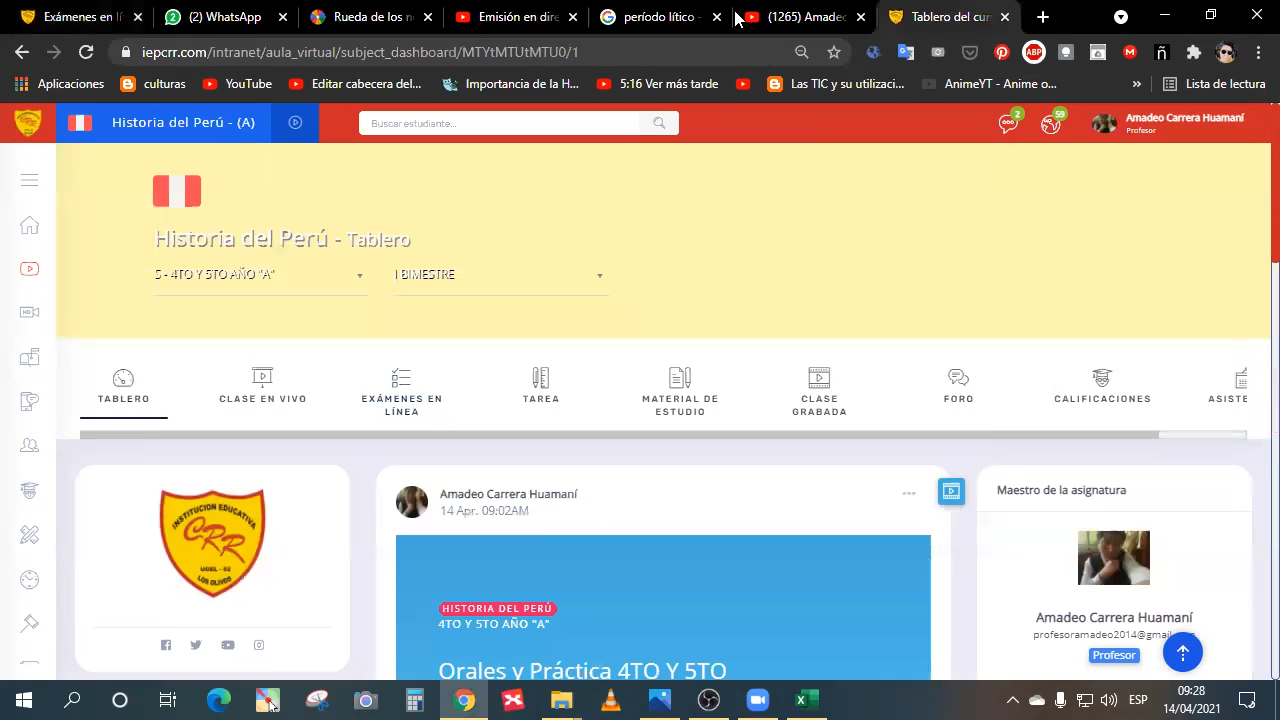 Exámenes en lí
(2) WhatsApp
Rueda de los n
Emisión en dire
período lítico -
(1265) Amadeo
Tablero del cur
iepcrr.com/intranet/aula_virtual/subject_dashboard/MTYtMTUtMTU0/1
Aplicaciones
culturas
YouTube
Editar cabecera del...
Importancia de la H...
5:16 Ver más tarde
Las TIC y su utilizaci...
AnimeYT - Anime o...
»
Lista de lectura
Historia del Perú - (A)
Buscar estudiante...
2
59
Amadeo Carrera Huamaní
Profesor
Historia del Perú - Tablero
5 - 4TO Y 5TO AÑO "A"
I BIMESTRE
TABLERO
CLASE EN VIVO
EXÁMENES EN
LÍNEA
TAREA
MATERIAL DE
ESTUDIO
CLASE
GRABADA
FORO
CALIFICACIONES
ASISTE
INSTITUCION EDUCATIVA
CRR
UGEL - 02
LOS OLIVOS
Amadeo Carrera Huamaní
14 Apr. 09:02AM
HISTORIA DEL PERÚ
4TO Y 5TO AÑO "A"
Orales y Práctica 4TO Y 5TO
Maestro de la asignatura
Amadeo Carrera Huamaní
profesoramadeo2014@gmail
Profesor
ESP
09:28
14/04/2021